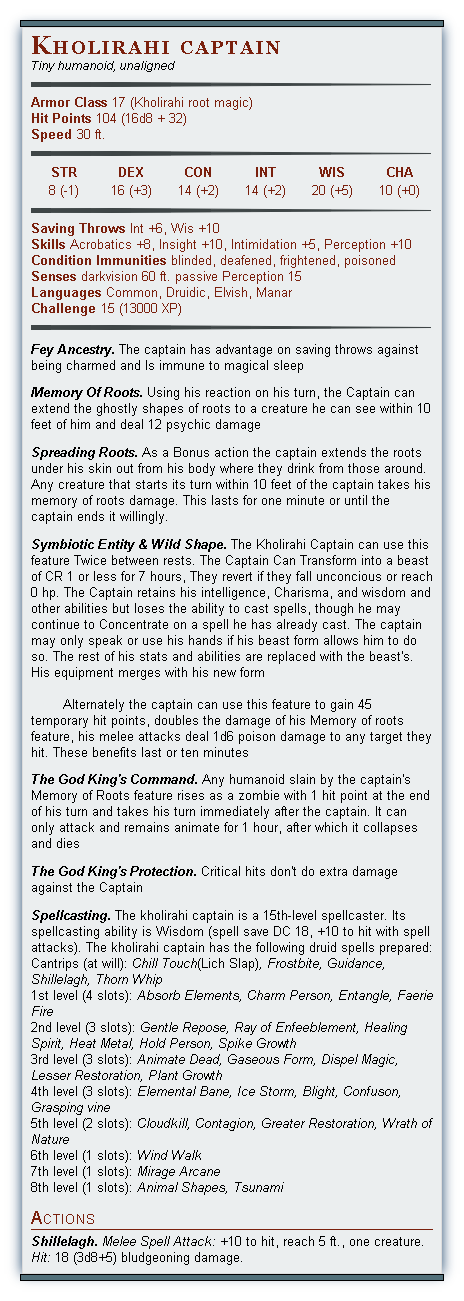 Kholirahi captain
Tiny humanoid, unaligned
Armor Class 17 (Kholirahi root magic)
Hit Points 104 (16d8 + 32)
Speed 30 ft.
STR DEX CON INT WIS CHA
8 (-1) 16 (+3) 14 (+2) 14 (+2) 20 (+5) 10 (+0)
Saving Throws Int +6, Wis +10
Skills Acrobatics +8, Insight +10, Intimidation +5, Perception +10
Condition Immunities blinded, deafened, frightened, poisoned
Senses darkvision 60 ft. passive Perception 15
Languages Common, Druidic, Elvish, Manar
Challenge 15 (13000 XP)
Fey Ancestry. The captain has advantage on saving throws against
being charmed and Is immune to magical sleep
Memory Of Roots. Using his reaction on his turn, the Captain can
extend the ghostly shapes of roots to a creature he can see within 10
feet of him and deal 12 psychic damage
Spreading Roots. As a Bonus action the captain extends the roots
under his skin out from his body where they drink from those around.
Any creature that starts its turn within 10 feet of the captain takes his
memory of roots damage. This lasts for one minute or until the
captain ends it willingly.
Symbiotic Entity & Wild Shape. The Kholirahi Captain can use this
feature Twice between rests. The Captain Can Transform into a beast
of CR 1 or less for 7 hours, They revert if they fall unconcious or reach
0 hp. The Captain retains his intelligence, Charisma, and wisdom and
other abilities but loses the ability to cast spells, though he may
continue to Concentrate on a spell he has already cast. The captain
may only speak or use his hands if his beast form allows him to do
so. The rest of his stats and abilities are replaced with the beast's.
His equipment merges with his new form
Alternately the captain can use this feature to gain 45
temporary hit points, doubles the damage of his Memory of roots
feature, his melee attacks deal 1d6 poison damage to any target they
hit. These benefits last or ten minutes
The God King's Command. Any humanoid slain by the captain's
Memory of Roots feature rises as a zombie with 1 hit point at the end
of his turn and takes his turn immediately after the captain. It can
only attack and remains animate for 1 hour, after which it collapses
and dies
The God King's Protection. Critical hits don't do extra damage
against the Captain
Spellcasting. The kholirahi captain is a 15th-level spellcaster. Its
spellcasting ability is Wisdom (spell save DC 18, +10 to hit with spell
attacks). The kholirahi captain has the following druid spells prepared:
Cantrips (at will): Chill Touch(Lich Slap), Frostbite, Guidance,
Shillelagh, Thorn Whip
1st level (4 slots): Absorb Elements, Charm Person, Entangle, Faerie
Fire
2nd level (3 slots): Gentle Repose, Ray of Enfeeblement, Healing
Spirit, Heat Metal, Hold Person, Spike Growth
3rd level (3 slots): Animate Dead, Gaseous Form, Dispel Magic,
Lesser Restoration, Plant Growth
4th level (3 slots): Elemental Bane, Ice Storm, Blight, Confuson,
Grasping vine
5th level (2 slots): Cloudkill, Contagion, Greater Restoration, Wrath of
Nature
6th level (1 slots): Wind Walk
7th level (1 slots): Mirage Arcane
8th level (1 slots): Animal Shapes, Tsunami
Actions
Shillelagh. Melee Spell Attack: +10 to hit, reach 5 ft., one creature.
Hit: 18 (3d8+5) bludgeoning damage.